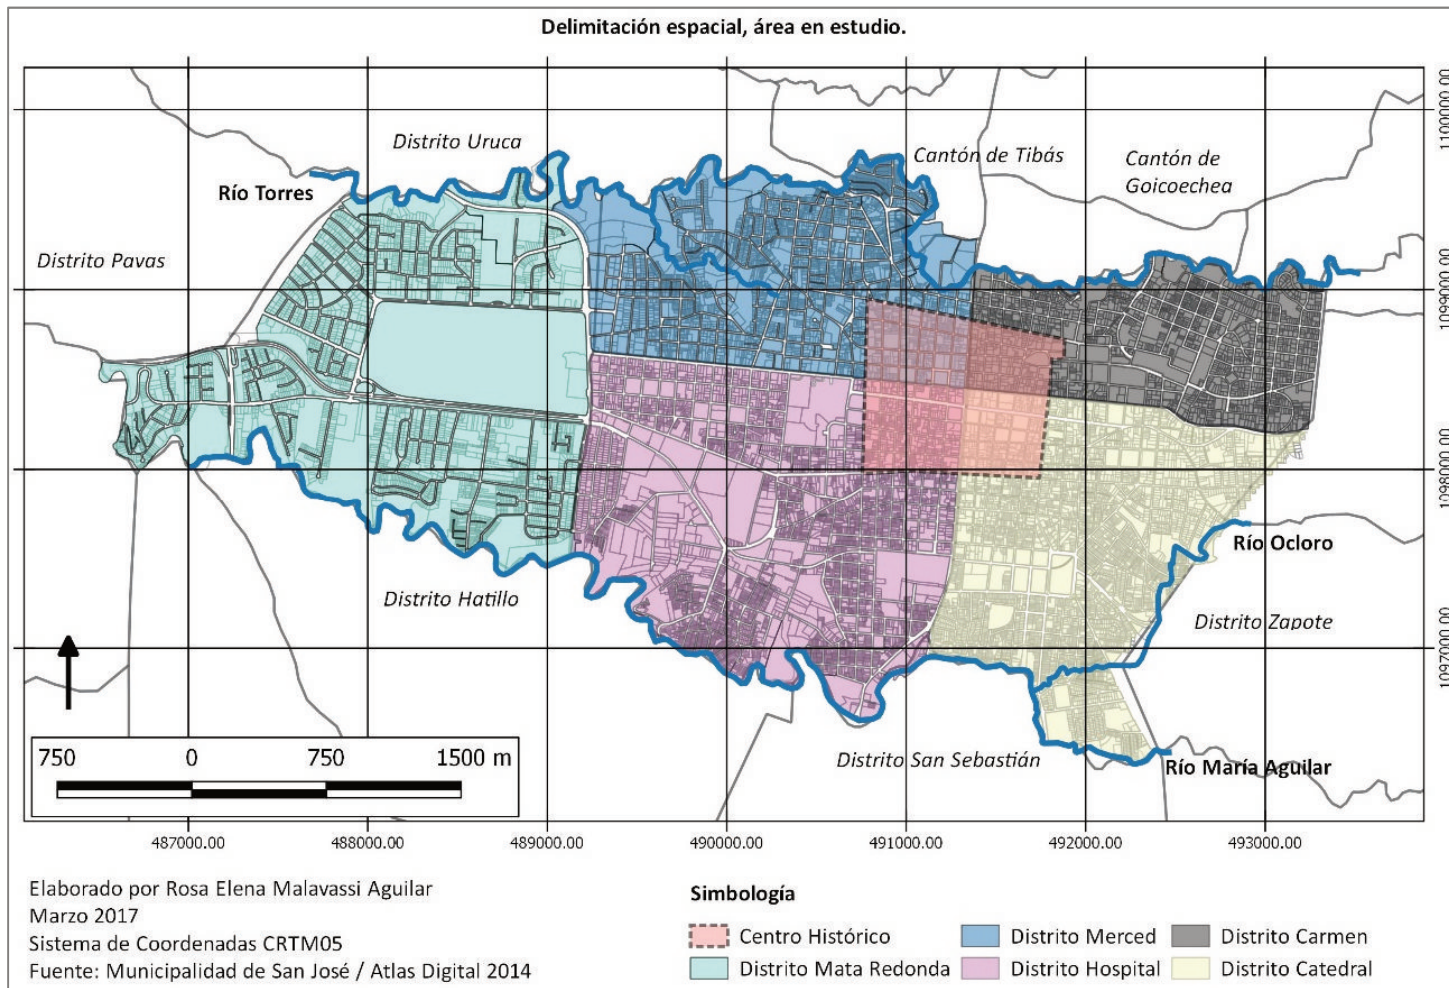 Delimitación espacial, área en estudio.
Distrito Uruca
Cantón de Tibás
Cantón de
Goicoechea
Río Torres
Distrito Pavas
Río Ocloro
Distrito Hatillo
Distrito Zapote
Distrito San Sebastián
Río María Aguilar
1100000.00
1099000.00
1098000.00
1097000.00
750 0 750 1500 m
487000.00 488000.00 489000.00 490000.00 491000.00 492000.00 493000.00
Elaborado por Rosa Elena Malavassi Aguilar
Marzo 2017
Sistema de Coordenadas CRTM05
Fuente: Municipalidad de San José / Atlas Digital 2014
Simbología
Centro Histórico
Distrito Merced
Distrito Carmen
Distrito Mata Redonda
Distrito Hospital
Distrito Catedral